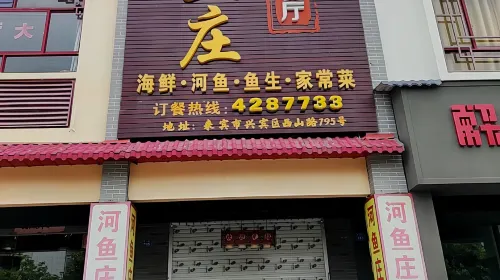 庄
厅
海鲜·河鱼·鱼生·家常菜
订餐热线:4287733
地址:来宾市兴宾区西山路795号
河鱼庄
河鱼庄